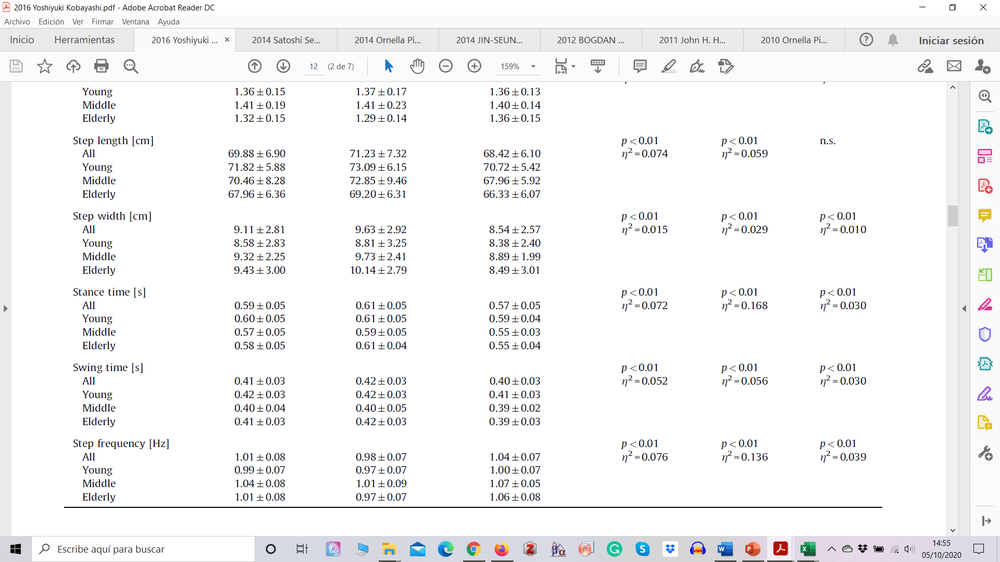 2016 Yoshiyuki Kobayashi.pdf - Adobe Acrobat Reader DC
Archivo Edición Ver Firmar Ventana Ayuda
Inicio Herramientas 2016 Yoshiyuki ... × 2014 Satoshi Se... 2014 Ornella Pi... 2014 JIN-SEUN... 2012 BOGDAN ... 2011 John H. H... 2010 Ornella Pi... Iniciar sesión
12 (2 de 7) 159%
Young 1.36 ± 0.15 1.37 ± 0.17 1.36 ± 0.13
Middle 1.41 ± 0.19 1.41 ± 0.23 1.40 ± 0.14
Elderly 1.32 ± 0.15 1.29 ± 0.14 1.36 ± 0.15
Step length [cm] p < 0.01 p < 0.01 n.s.
All 69.88 ± 6.90 71.23 ± 7.32 68.42 ± 6.10 η² = 0.074 η² = 0.059
Young 71.82 ± 5.88 73.09 ± 6.15 70.72 ± 5.42
Middle 70.46 ± 8.28 72.85 ± 9.46 67.96 ± 5.92
Elderly 67.96 ± 6.36 69.20 ± 6.31 66.33 ± 6.07
Step width [cm] p < 0.01 p < 0.01 p < 0.01
All 9.11 ± 2.81 9.63 ± 2.92 8.54 ± 2.57 η² = 0.015 η² = 0.029 η² = 0.010
Young 8.58 ± 2.83 8.81 ± 3.25 8.38 ± 2.40
Middle 9.32 ± 2.25 9.73 ± 2.41 8.89 ± 1.99
Elderly 9.43 ± 3.00 10.14 ± 2.79 8.49 ± 3.01
Stance time [s] p < 0.01 p < 0.01 p < 0.01
All 0.59 ± 0.05 0.61 ± 0.05 0.57 ± 0.05 η² = 0.072 η² = 0.168 η² = 0.030
Young 0.60 ± 0.05 0.61 ± 0.05 0.59 ± 0.04
Middle 0.57 ± 0.05 0.59 ± 0.05 0.55 ± 0.03
Elderly 0.58 ± 0.05 0.61 ± 0.04 0.55 ± 0.04
Swing time [s] p < 0.01 p < 0.01 p < 0.01
All 0.41 ± 0.03 0.42 ± 0.03 0.40 ± 0.03 η² = 0.052 η² = 0.056 η² = 0.030
Young 0.42 ± 0.03 0.42 ± 0.03 0.41 ± 0.03
Middle 0.40 ± 0.04 0.40 ± 0.05 0.39 ± 0.02
Elderly 0.41 ± 0.03 0.42 ± 0.03 0.39 ± 0.03
Step frequency [Hz] p < 0.01 p < 0.01 p < 0.01
All 1.01 ± 0.08 0.98 ± 0.07 1.04 ± 0.07 η² = 0.076 η² = 0.136 η² = 0.039
Young 0.99 ± 0.07 0.97 ± 0.07 1.00 ± 0.07
Middle 1.04 ± 0.08 1.01 ± 0.09 1.07 ± 0.05
Elderly 1.01 ± 0.08 0.97 ± 0.07 1.06 ± 0.08
Escribe aquí para buscar
14:55
05/10/2020